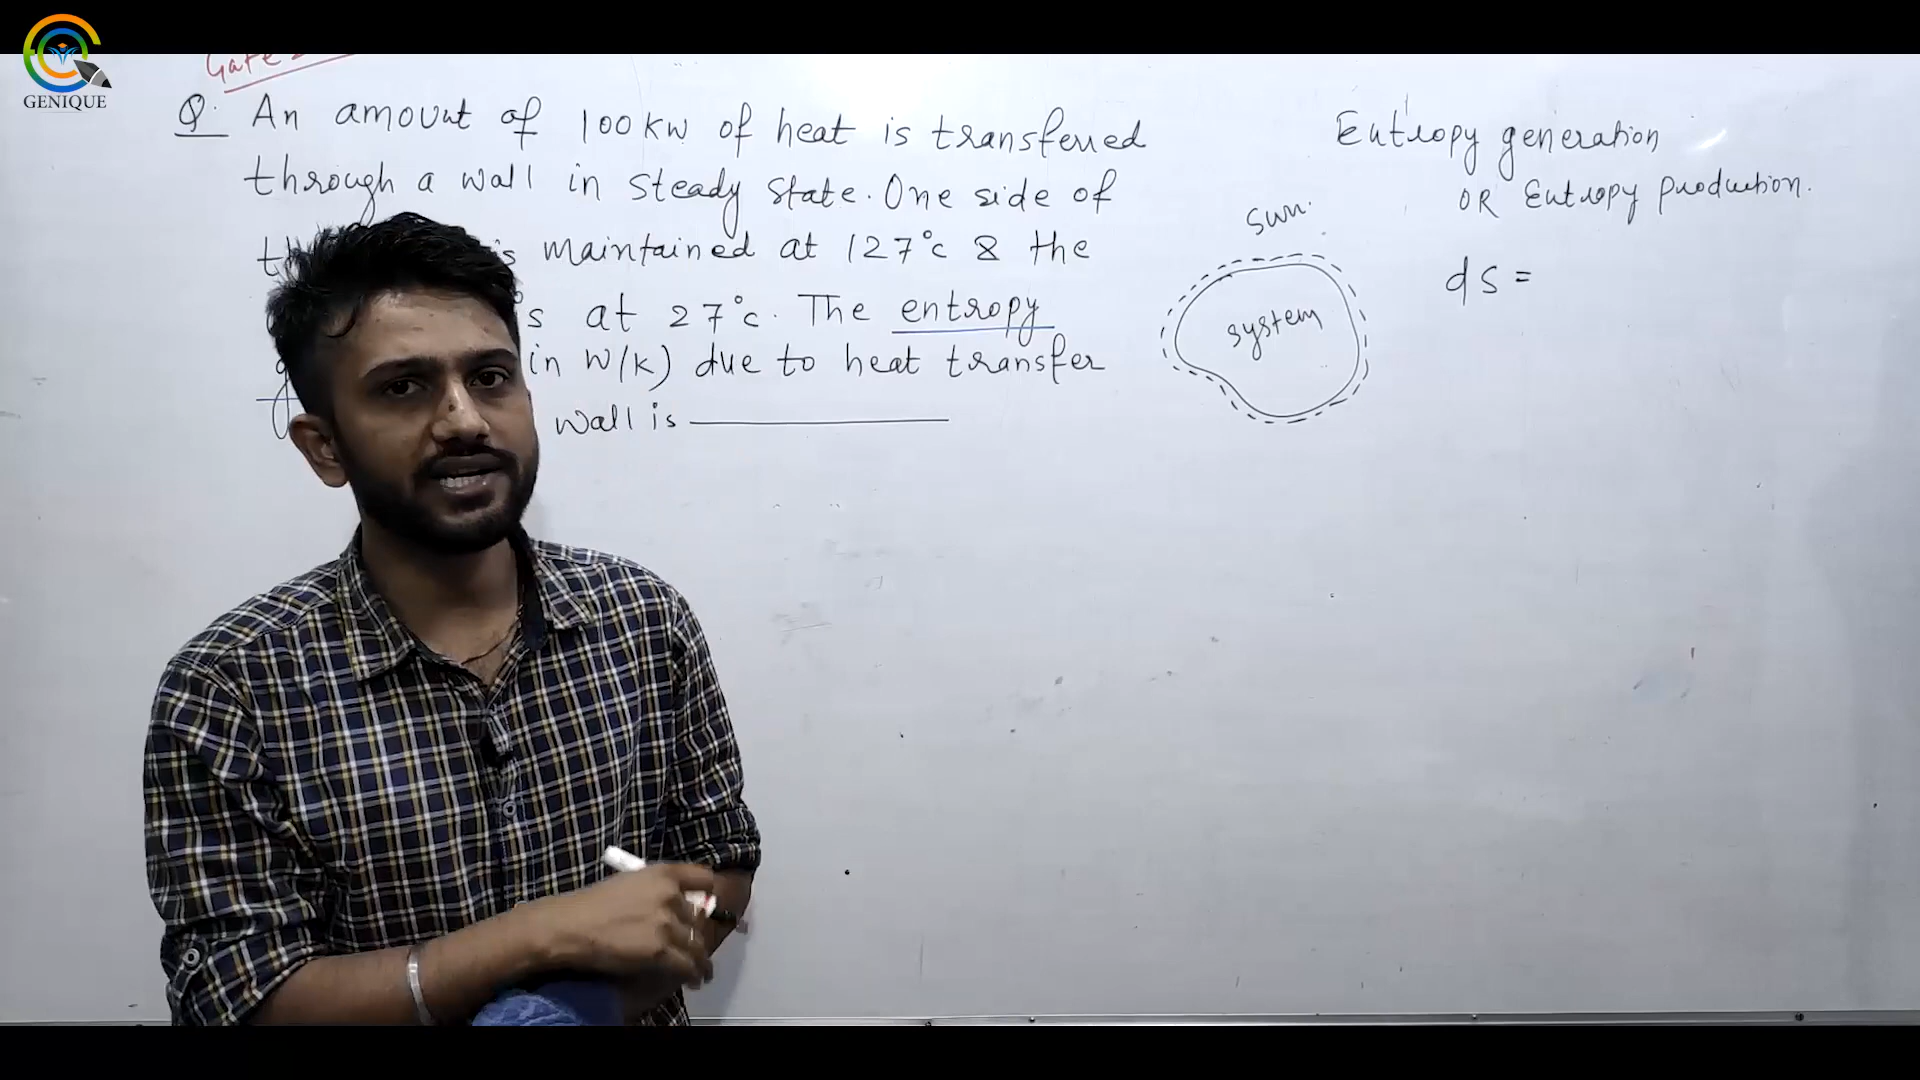 GENIQUE
Gate
Q. An amount of 100kW of heat is transferred
through a wall in steady state. One side of
maintained at 127°c & the
at 27°c. The entropy
in W/K) due to heat transfer
wall is
Entropy generation
OR Entropy production.
surr.
system
ds =